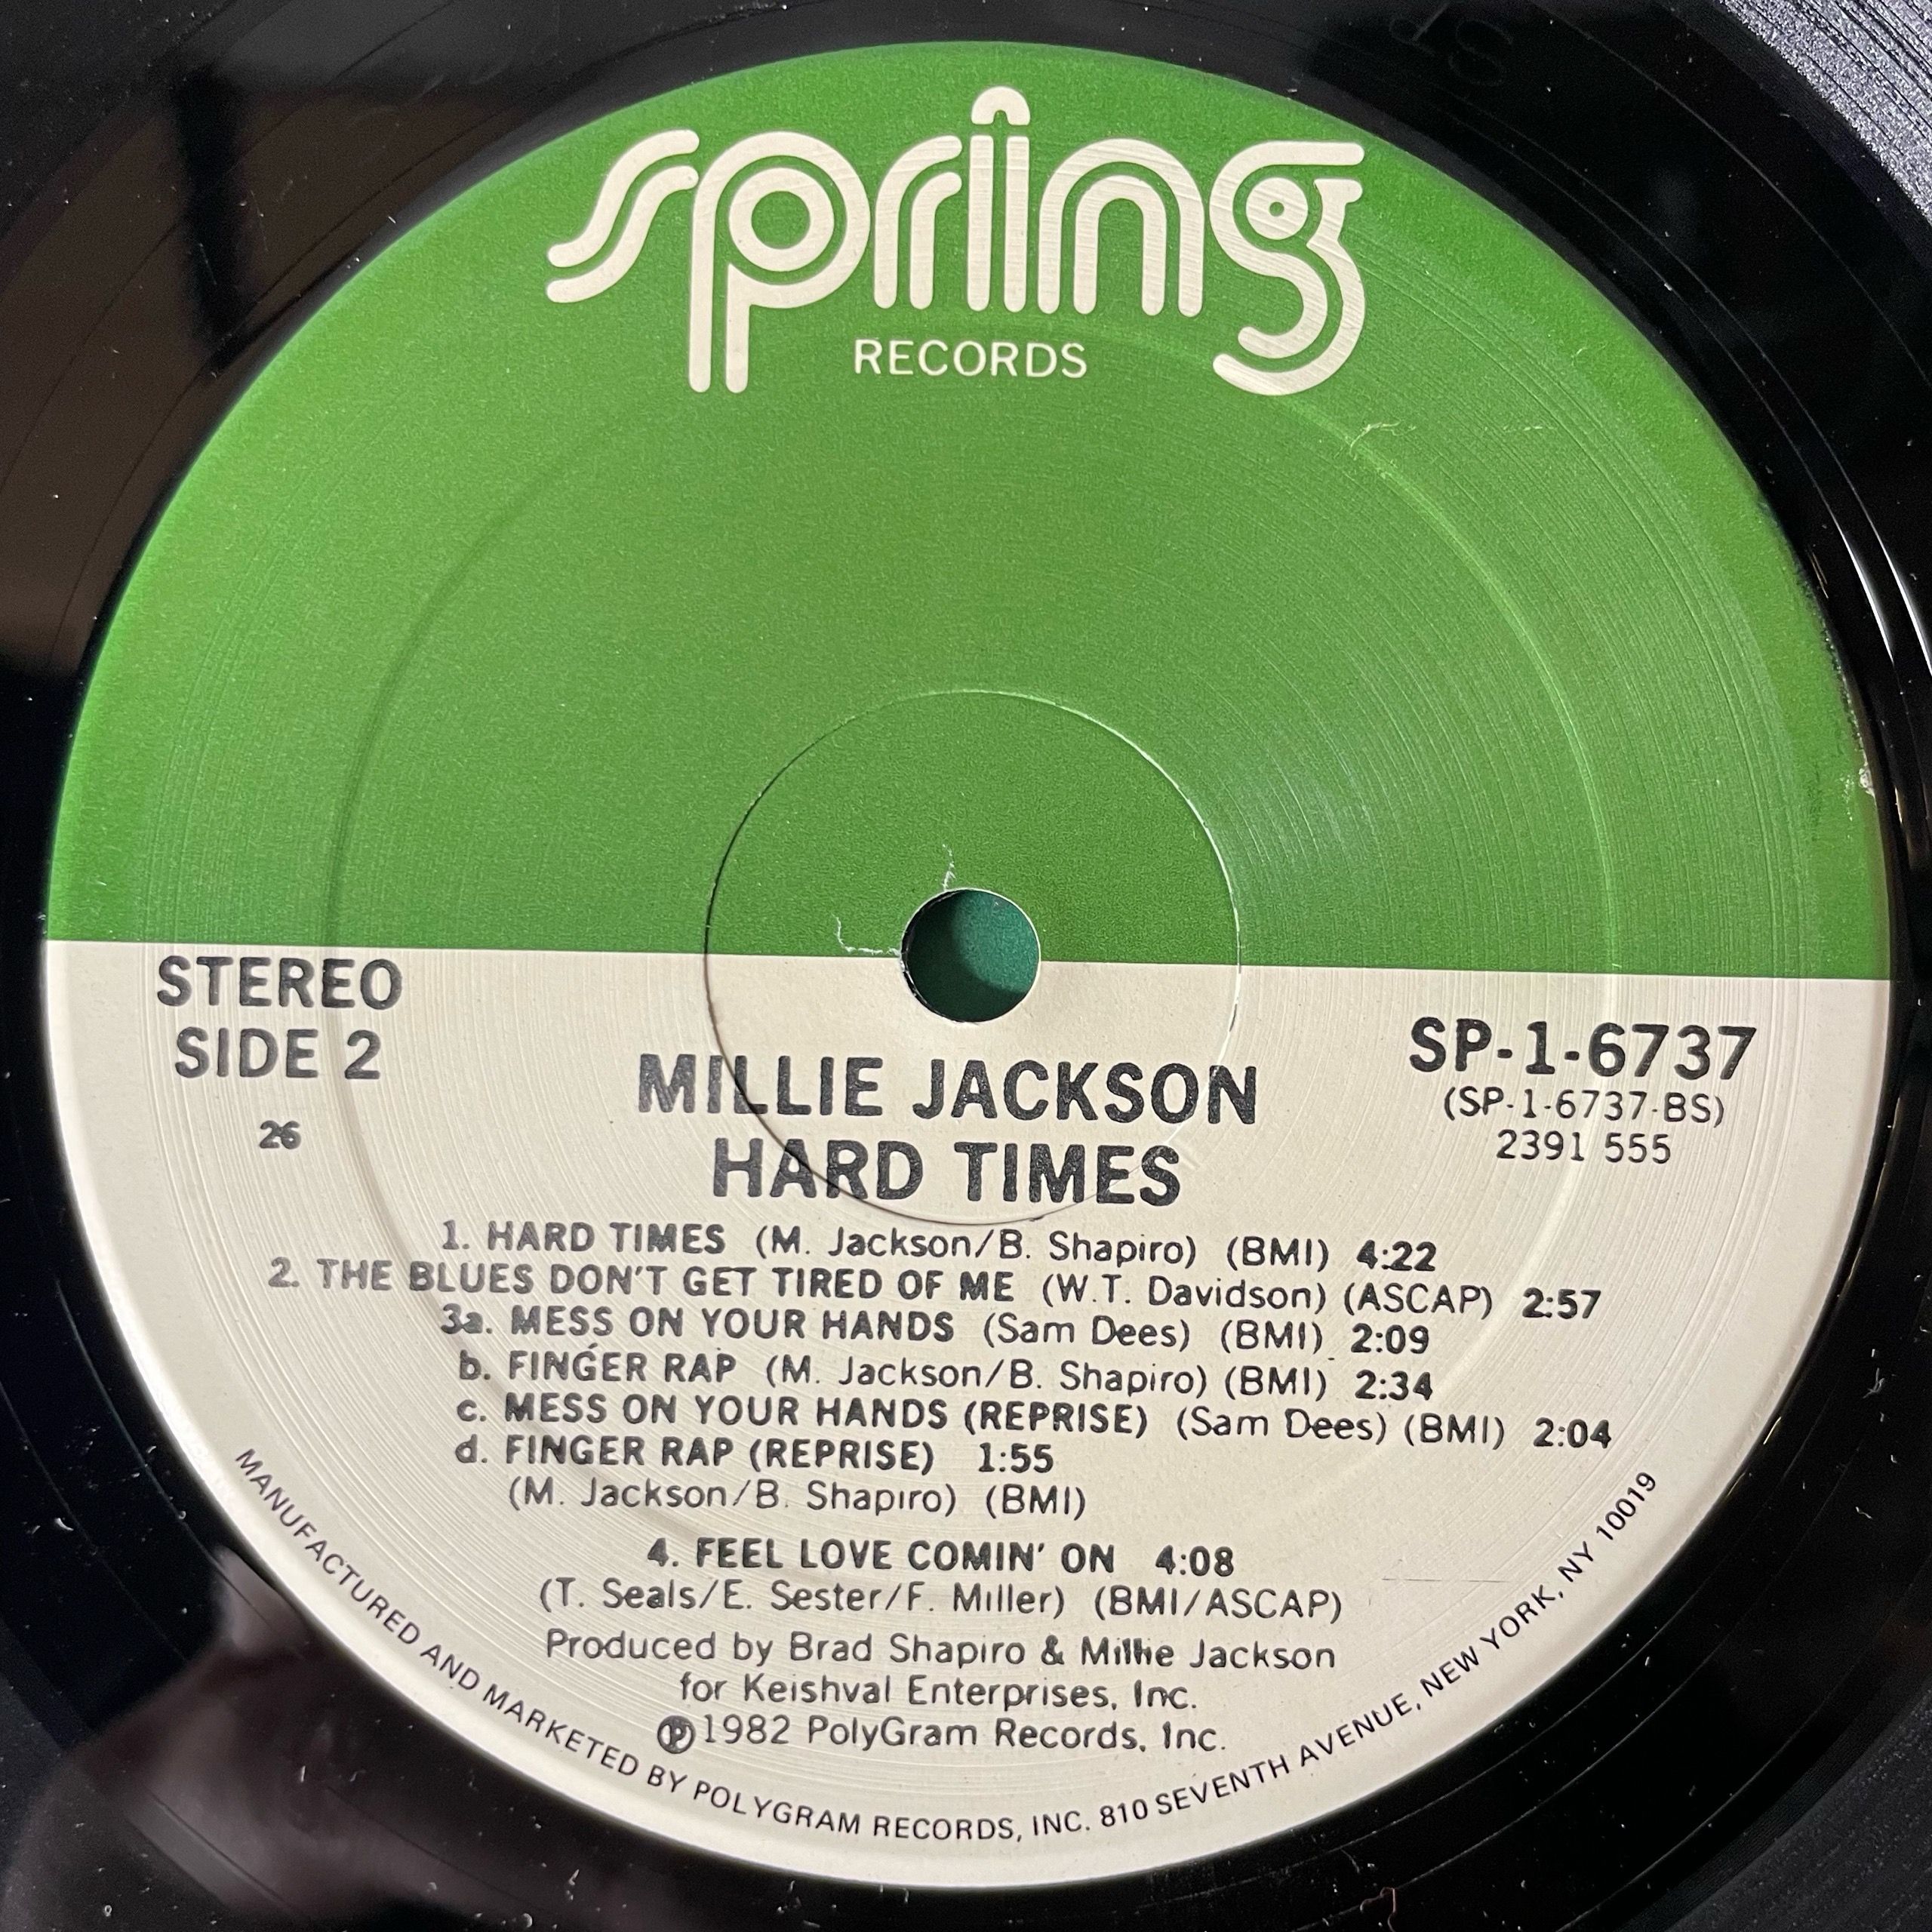 spring
RECORDS
STEREO
SIDE 2
26
SP-1-6737
(SP-1-6737-BS)
2391 555
MILLIE JACKSON
HARD TIMES
1. HARD TIMES (M. Jackson/B. Shapiro) (BMI) 4:22
2. THE BLUES DON'T GET TIRED OF ME (W.T. Davidson) (ASCAP) 2:57
3a. MESS ON YOUR HANDS (Sam Dees) (BMI) 2:09
b. FINGER RAP (M. Jackson/B. Shapiro) (BMI) 2:34
c. MESS ON YOUR HANDS (REPRISE) (Sam Dees) (BMI) 2:04
d. FINGER RAP (REPRISE) 1:55
(M. Jackson/B. Shapiro) (BMI)
4. FEEL LOVE COMIN' ON 4:08
(T. Seals/E. Sester/F. Miller) (BMI/ASCAP)
Produced by Brad Shapiro & Millie Jackson
for Keishval Enterprises, Inc.
℗1982 PolyGram Records, Inc.
MANUFACTURED AND MARKETED BY POLYGRAM RECORDS, INC. 810 SEVENTH AVENUE, NEW YORK, NY 10019